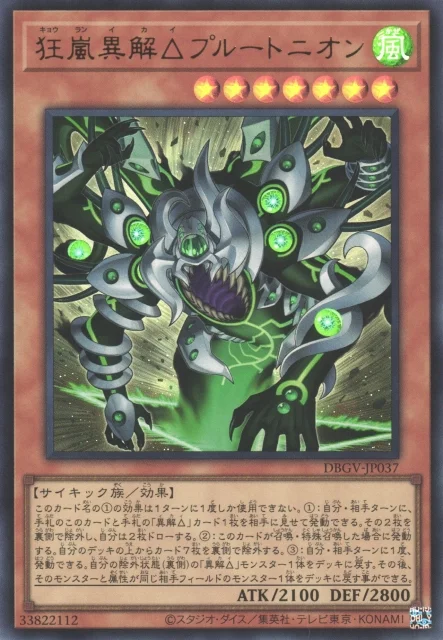 キョウランイカイ
狂嵐異解△プルートニオン
嵐
DBGV-JP037
【サイキック族／効果】
このカード名の①の効果は1ターンに1度しか使用できない。①:自分・相手ターンに、
手札のこのカードと手札の「異解△」カード1枚を相手に見せて発動できる。その2枚を
裏側で除外し、自分は2枚ドローする。②:このカードが召喚・特殊召喚した場合に発動
する。自分のデッキの上からカード7枚を裏側で除外する。③:自分・相手ターンに1度、
発動できる。自分の除外状態(裏側)の「異解△」モンスター1体をデッキに戻す。その後、
そのモンスターと属性が同じ相手フィールドのモンスター1体をデッキに戻す事ができる。
ATK/2100 DEF/2800
33822112 ©スタジオ・ダイス/集英社・テレビ東京・KONAMI